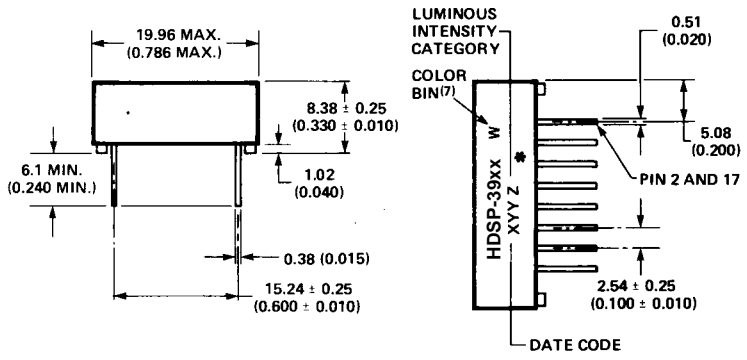 19.96 MAX.
(0.786 MAX.)
8.38 ± 0.25
(0.330 ± 0.010)
6.1 MIN.
(0.240 MIN.)
1.02
(0.040)
0.38 (0.015)
15.24 ± 0.25
(0.600 ± 0.010)
LUMINOUS
INTENSITY
CATEGORY
COLOR
BIN(7)
0.51
(0.020)
5.08
(0.200)
W
*
HDSP-39XX
XYY Z
PIN 2 AND 17
2.54 ± 0.25
(0.100 ± 0.010)
DATE CODE